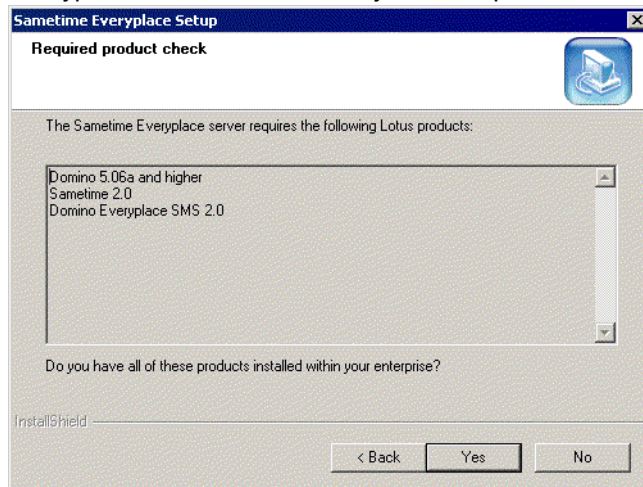 Sametime Everyplace Setup
Required product check
The Sametime Everyplace server requires the following Lotus products:
Domino 5.06a and higher
Sametime 2.0
Domino Everyplace SMS 2.0
Do you have all of these products installed within your enterprise?
InstallShield
< Back Yes No